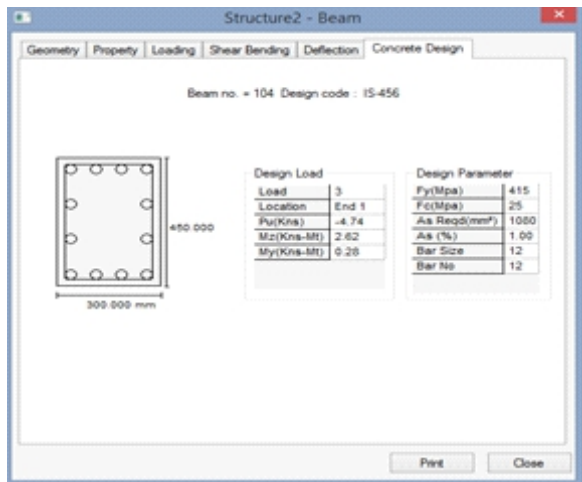 Structure2 - Beam
Geometry Property Loading Shear Bending Deflection Concrete Design
Beam no. = 104 Design code : IS-456
450.000
300.000 mm
Design Load
Load 3
Location End 1
Pu(Kns) -4.74
Mz(Kns-Mt) 2.62
My(Kns-Mt) 0.28
Design Parameter
Fy(Mpa) 415
Fc(Mpa) 25
As Reqd(mm²) 1080
As (%) 1.00
Bar Size 12
Bar No 12
Print Close